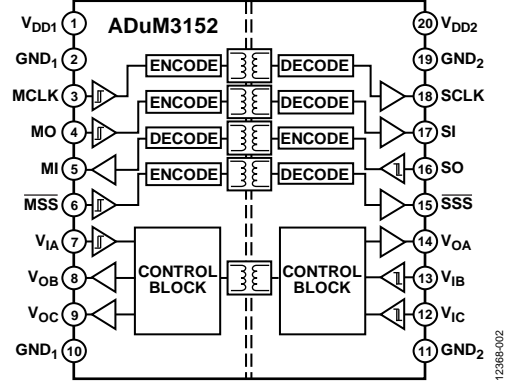 ADuM3152
VDD1 1
GND1 2
MCLK 3
MO 4
MI 5
MSS 6
VIA 7
VOB 8
VOC 9
GND1 10
ENCODE DECODE
ENCODE DECODE
DECODE ENCODE
ENCODE DECODE
CONTROL BLOCK
CONTROL BLOCK
20 VDD2
19 GND2
18 SCLK
17 SI
16 SO
15 SSS
14 VOA
13 VIB
12 VIC
11 GND2
12368-002